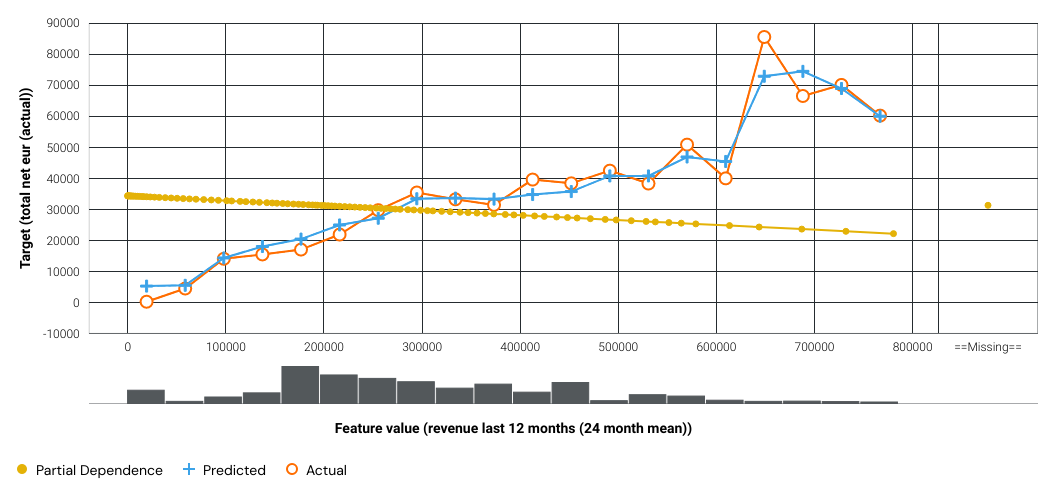 Target (total net eur (actual))
90000
80000
70000
60000
50000
40000
30000
20000
10000
0
-10000
0 100000 200000 300000 400000 500000 600000 700000 800000 ==Missing==
Feature value (revenue last 12 months (24 month mean))
Partial Dependence Predicted Actual